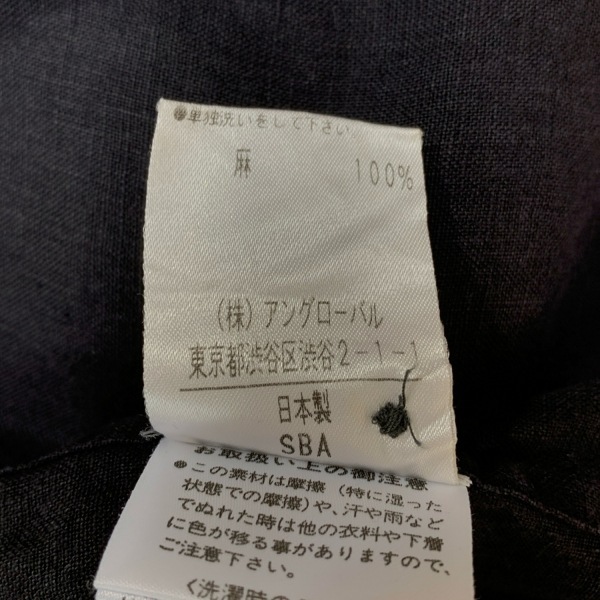 ●単独洗いをして下さい
麻 100%
(株) アングローバル
東京都渋谷区渋谷2-1-1
日本製
SBA
お取扱い上の御注意
●この素材は摩擦 (特に湿った
状態での摩擦)や、汗や雨など
でぬれた時は他の衣料や下着
に色が移る事がありますので、
ご注意下さい。
<洗濯時の